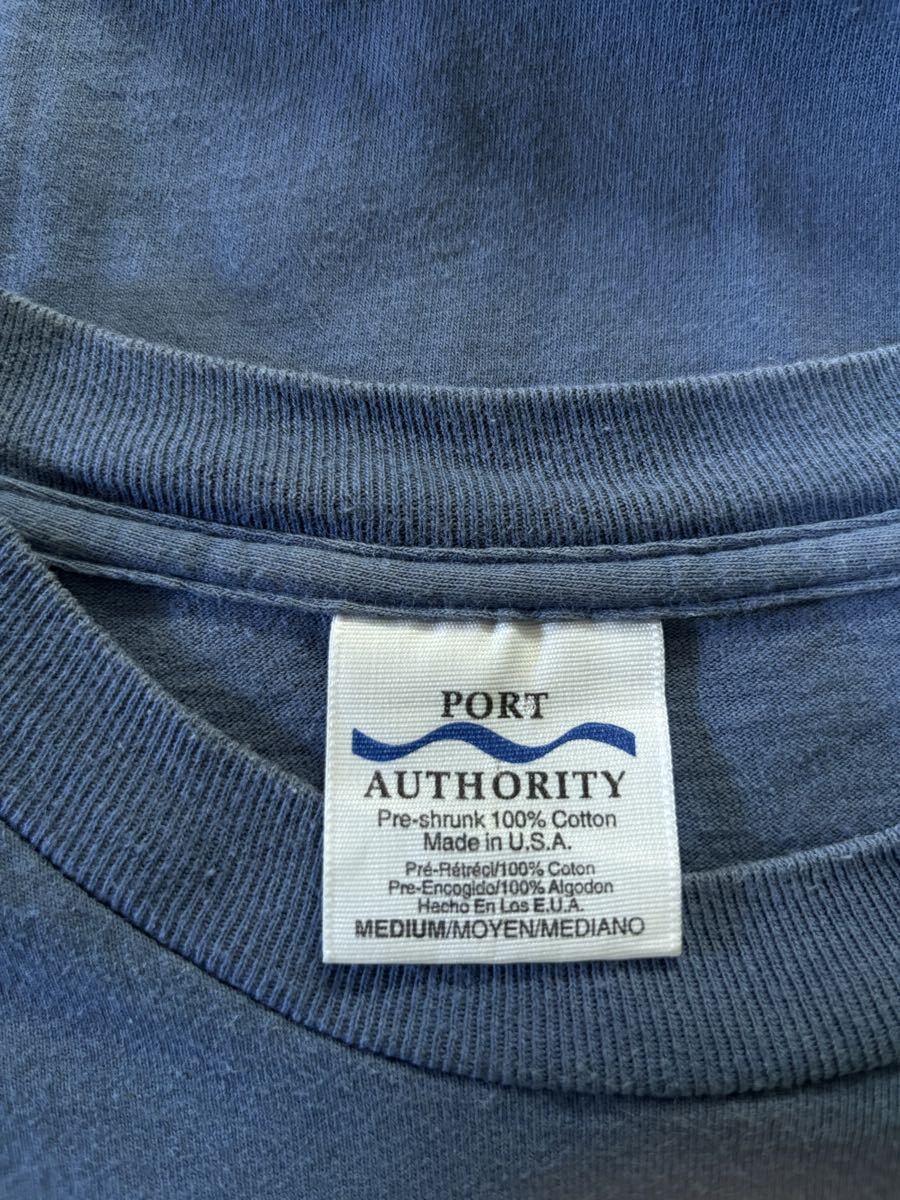 PORT
AUTHORITY
Pre-shrunk 100% Cotton
Made in U.S.A.
Pré-Rétréci/100% Coton
Pre-Encogido/100% Algodon
Hecho En Los E.U.A.
MEDIUM/MOYEN/MEDIANO